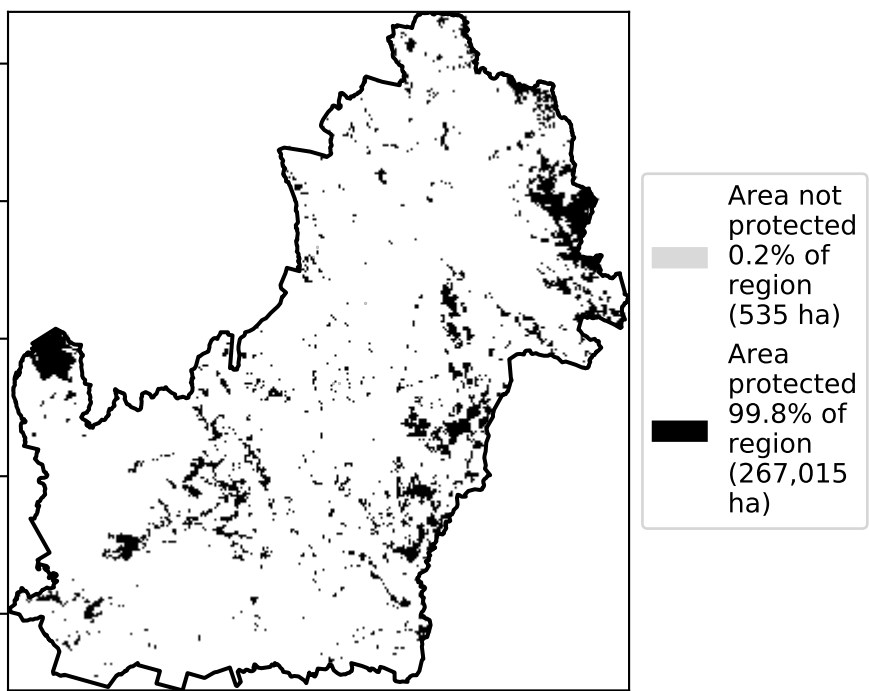 Area not
protected
0.2% of
region
(535 ha)
Area
protected
99.8% of
region
(267,015
ha)